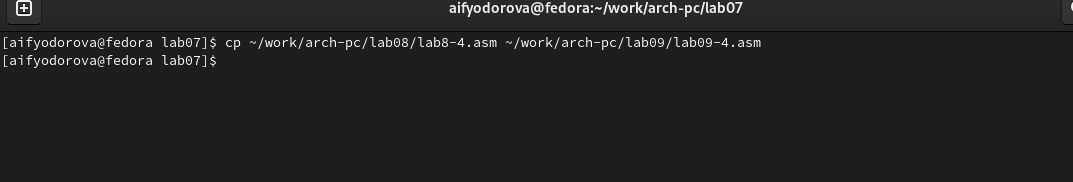 aifyodorova@fedora:~/work/arch-pc/lab07
[aifyodorova@fedora lab07]$ cp ~/work/arch-pc/lab08/lab8-4.asm ~/work/arch-pc/lab09/lab09-4.asm
[aifyodorova@fedora lab07]$